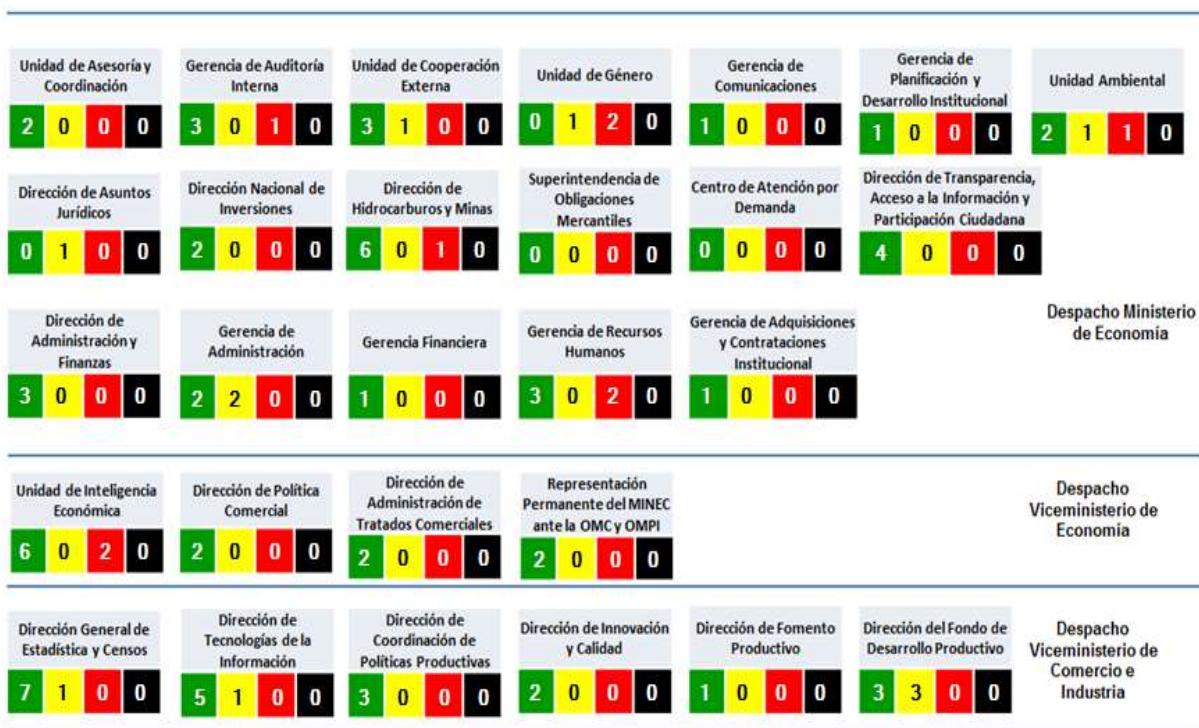 Unidad de Asesoría y
Coordinación
2 0 0 0
Gerencia de Auditoría
Interna
3 0 1 0
Unidad de Cooperación
Externa
3 1 0 0
Unidad de Género
0 1 2 0
Gerencia de
Comunicaciones
1 0 0 0
Gerencia de
Planificación y
Desarrollo Institucional
1 0 0 0
Unidad Ambiental
2 1 1 0
Dirección de Asuntos
Jurídicos
0 1 0 0
Dirección Nacional de
Inversiones
2 0 0 0
Dirección de
Hidrocarburos y Minas
6 0 1 0
Superintendencia de
Obligaciones
Mercantiles
0 0 0 0
Centro de Atención por
Demanda
0 0 0 0
Dirección de Transparencia,
Acceso a la Información y
Participación Ciudadana
4 0 0 0
Dirección de
Administración y
Finanzas
3 0 0 0
Gerencia de
Administración
2 2 0 0
Gerencia Financiera
1 0 0 0
Gerencia de Recursos
Humanos
3 0 2 0
Gerencia de Adquisiciones
y Contrataciones
Institucional
1 0 0 0
Despacho Ministerio
de Economía
Unidad de Inteligencia
Económica
6 0 2 0
Dirección de Política
Comercial
2 0 0 0
Dirección de
Administración de
Tratados Comerciales
2 0 0 0
Representación
Permanente del MINEC
ante la OMC y OMPI
2 0 0 0
Despacho
Viceministerio de
Economía
Dirección General de
Estadística y Censos
7 1 0 0
Dirección de
Tecnologías de la
Información
5 1 0 0
Dirección de
Coordinación de
Políticas Productivas
3 0 0 0
Dirección de Innovación
y Calidad
2 0 0 0
Dirección de Fomento
Productivo
1 0 0 0
Dirección del Fondo de
Desarrollo Productivo
3 3 0 0
Despacho
Viceministerio de
Comercio e
Industria